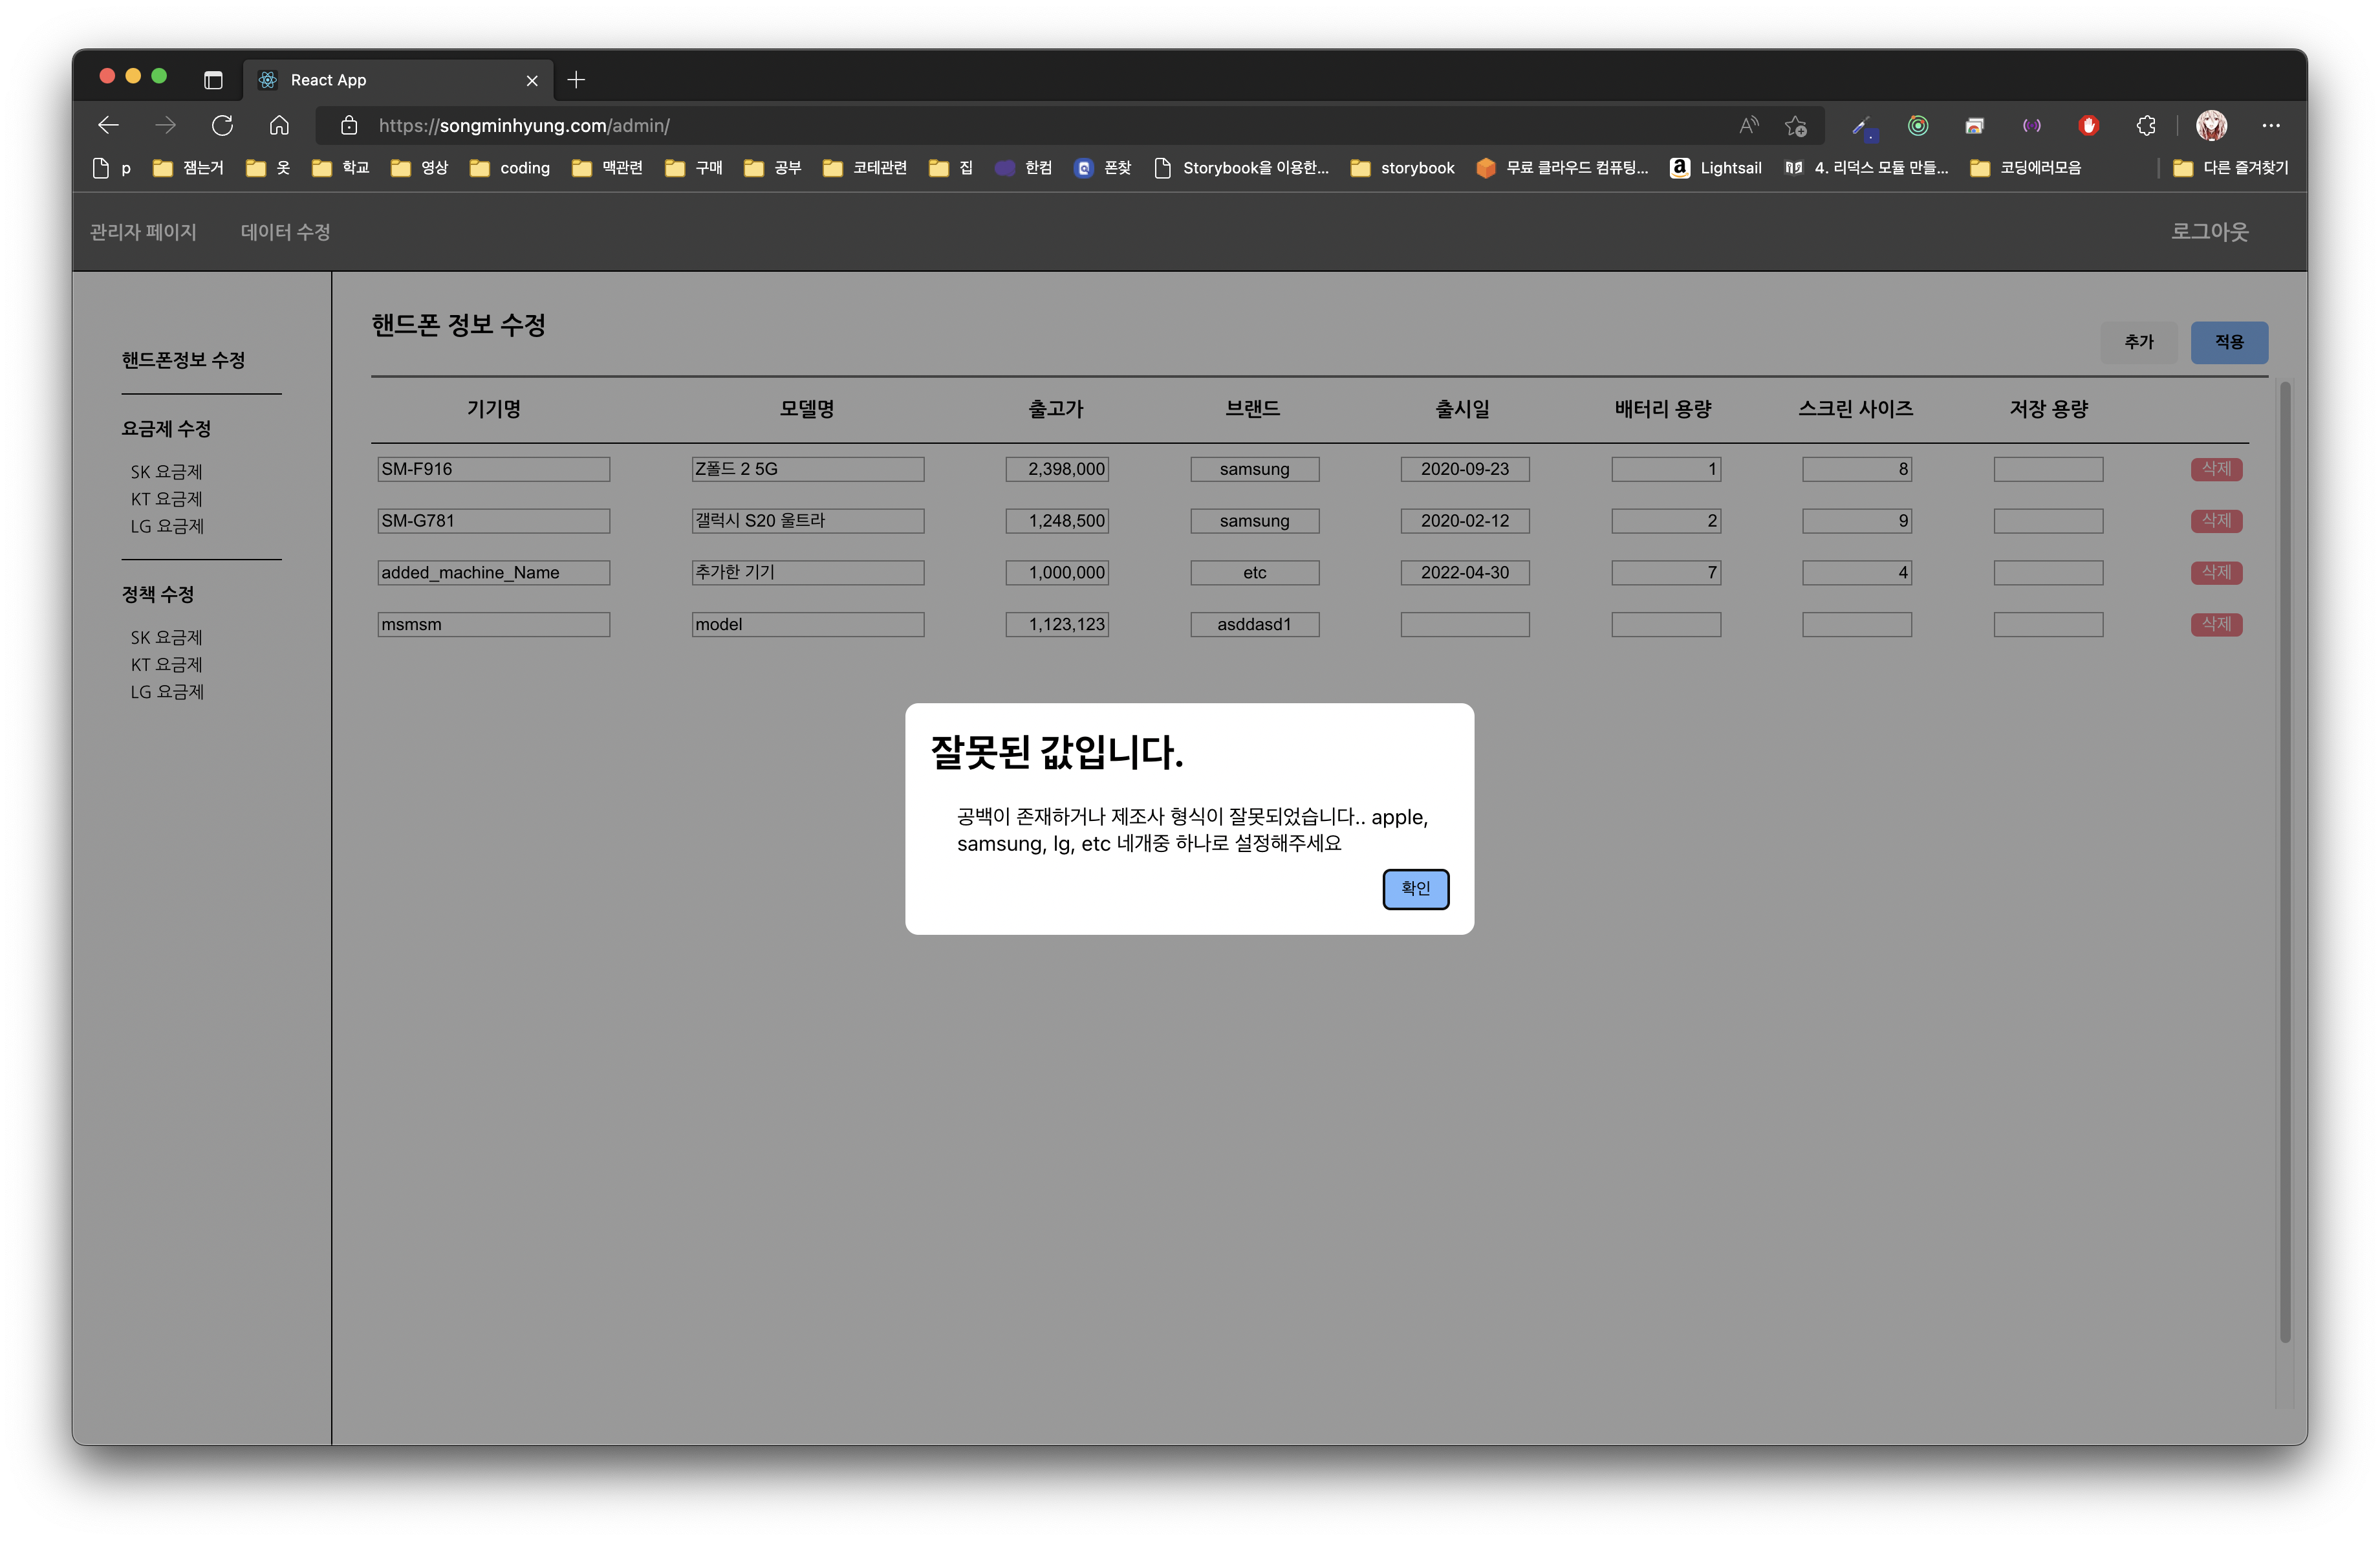 React App
https://songminhyung.com/admin/
p 잼는거 옷 학교 영상 coding 맥관련 구매 공부 코테관련 집 한컴 폰찾 Storybook을 이용한... storybook 무료 클라우드 컴퓨팅... Lightsail 4. 리덕스 모듈 만들... 코딩에러모음 다른 즐겨찾기
관리자 페이지 데이터 수정 로그아웃
핸드폰정보 수정
요금제 수정
SK 요금제
KT 요금제
LG 요금제
정책 수정
SK 요금제
KT 요금제
LG 요금제
핸드폰 정보 수정
추가 적용
기기명 모델명 출고가 브랜드 출시일 배터리 용량 스크린 사이즈 저장 용량
SM-F916 Z폴드 2 5G 2,398,000 samsung 2020-09-23 1 8 삭제
SM-G781 갤럭시 S20 울트라 1,248,500 samsung 2020-02-12 2 9 삭제
added_machine_Name 추가한 기기 1,000,000 etc 2022-04-30 7 4 삭제
msmsm model 1,123,123 asddasd1 삭제
잘못된 값입니다.
공백이 존재하거나 제조사 형식이 잘못되었습니다.. apple,
samsung, lg, etc 네개중 하나로 설정해주세요
확인